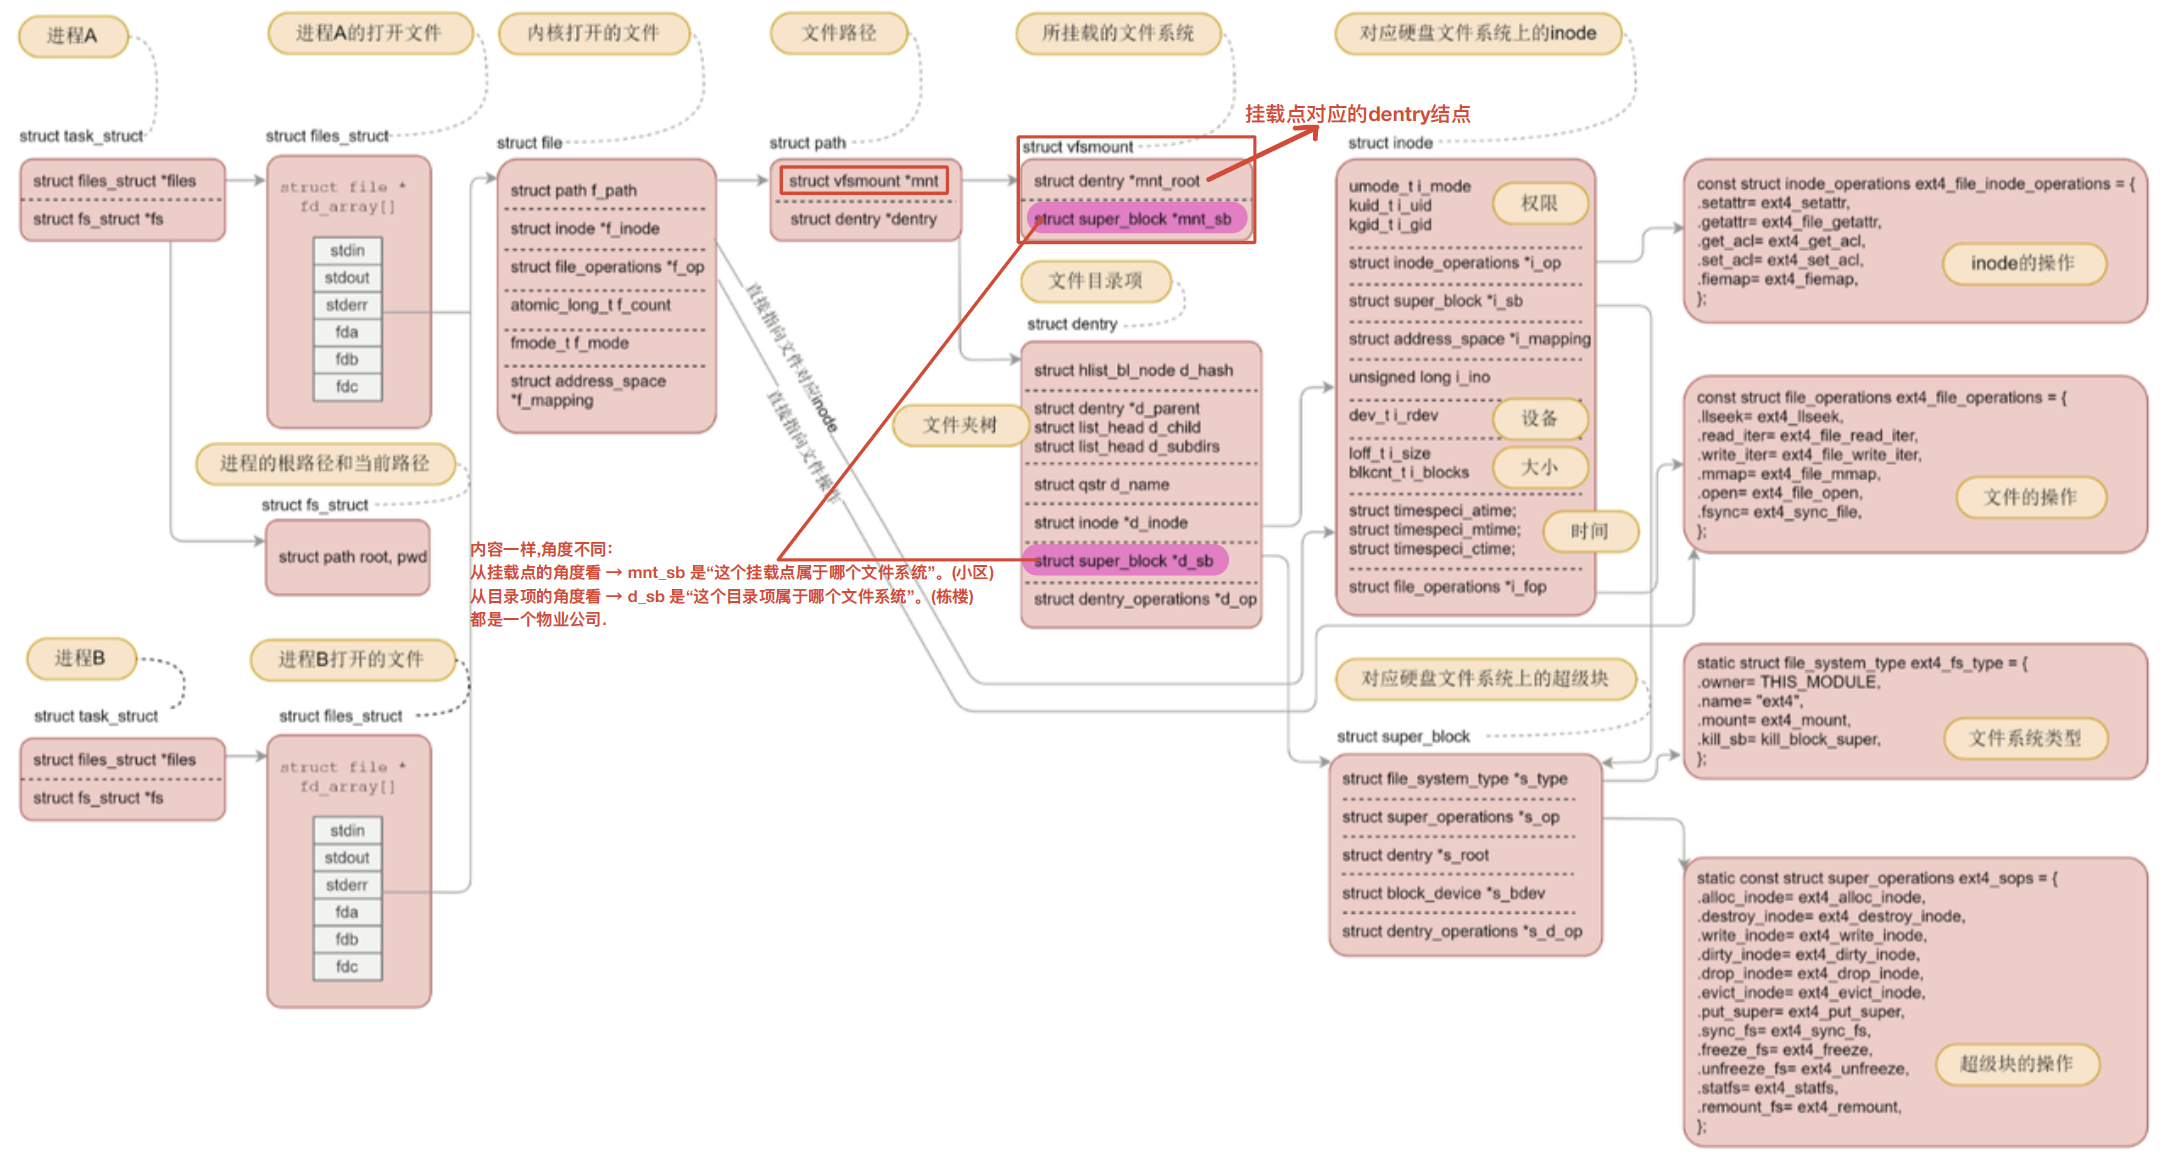 进程A
进程A的打开文件
内核打开的文件
文件路径
所挂载的文件系统
对应硬盘文件系统上的inode
挂载点对应的dentry结点
struct task_struct
struct files_struct
struct file
struct path
struct vfsmount
struct inode
struct files_struct *files
struct fs_struct *fs
struct file *
fd_array[]
stdin
stdout
stderr
fda
fdb
fdc
struct path f_path
struct inode *f_inode
struct file_operations *f_op
atomic_long_t f_count
fmode_t f_mode
struct address_space
*f_mapping
struct vfsmount *mnt
struct dentry *dentry
struct dentry *mnt_root
struct super_block *mnt_sb
直接指向文件对应inode
直接指向文件操作
文件目录项
struct dentry
struct hlist_bl_node d_hash
文件夹树
struct dentry *d_parent
struct list_head d_child
struct list_head d_subdirs
struct qstr d_name
struct inode *d_inode
struct super_block *d_sb
struct dentry_operations *d_op
umode_t i_mode
kuid_t i_uid
kgid_t i_gid
权限
struct inode_operations *i_op
struct super_block *i_sb
struct address_space *i_mapping
unsigned long i_ino
dev_t i_rdev
设备
loff_t i_size
blkcnt_t i_blocks
大小
struct timespeci_atime;
struct timespeci_mtime;
struct timespeci_ctime;
时间
struct file_operations *i_fop
const struct inode_operations ext4_file_inode_operations = {
.setattr= ext4_setattr,
.getattr= ext4_file_getattr,
.get_acl= ext4_get_acl,
.set_acl= ext4_set_acl,
.fiemap= ext4_fiemap,
};
inode的操作
const struct file_operations ext4_file_operations = {
.llseek= ext4_llseek,
.read_iter= ext4_file_read_iter,
.write_iter= ext4_file_write_iter,
.mmap= ext4_file_mmap,
.open= ext4_file_open,
.fsync= ext4_sync_file,
};
文件的操作
进程的根路径和当前路径
struct fs_struct
struct path root, pwd
内容一样,角度不同：
从挂载点的角度看 → mnt_sb 是“这个挂载点属于哪个文件系统”。(小区)
从目录项的角度看 → d_sb 是“这个目录项属于哪个文件系统”。(栋楼)
都是一个物业公司.
进程B
进程B打开的文件
struct task_struct
struct files_struct
struct files_struct *files
struct fs_struct *fs
struct file *
fd_array[]
stdin
stdout
stderr
fda
fdb
fdc
对应硬盘文件系统上的超级块
struct super_block
struct file_system_type *s_type
struct super_operations *s_op
struct dentry *s_root
struct block_device *s_bdev
struct dentry_operations *s_d_op
static struct file_system_type ext4_fs_type = {
.owner= THIS_MODULE,
.name= "ext4",
.mount= ext4_mount,
.kill_sb= kill_block_super,
};
文件系统类型
static const struct super_operations ext4_sops = {
.alloc_inode= ext4_alloc_inode,
.destroy_inode= ext4_destroy_inode,
.write_inode= ext4_write_inode,
.dirty_inode= ext4_dirty_inode,
.drop_inode= ext4_drop_inode,
.evict_inode= ext4_evict_inode,
.put_super= ext4_put_super,
.sync_fs= ext4_sync_fs,
.freeze_fs= ext4_freeze,
.unfreeze_fs= ext4_unfreeze,
.statfs= ext4_statfs,
.remount_fs= ext4_remount,
};
超级块的操作